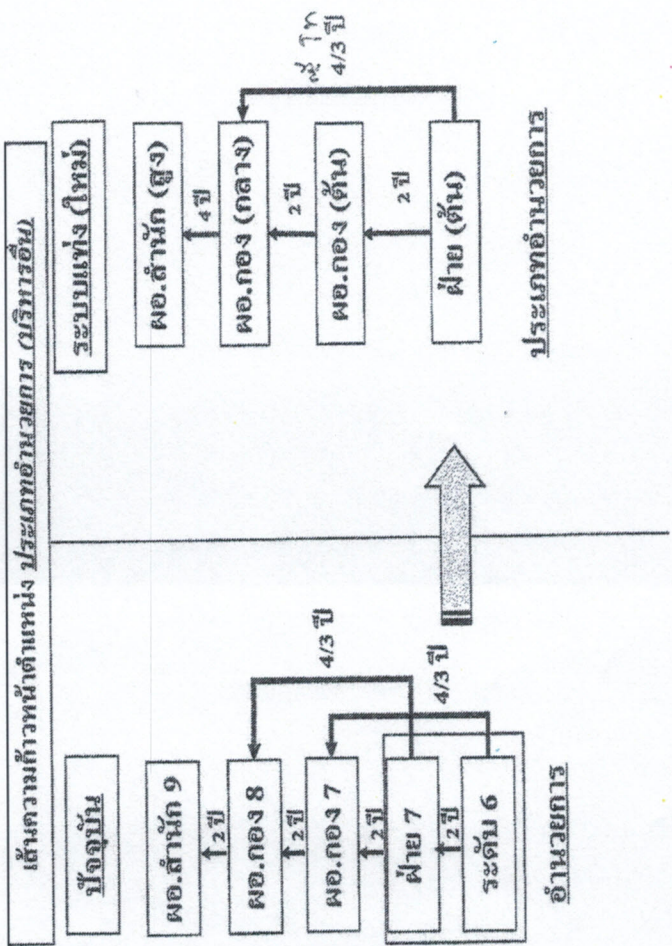 เส้นความก้าวหน้าตำแหน่ง ประเภทอำนวยการ (บริหารอื่น)
ปัจจุบัน
ผอ.สำนัก 9
2 ปี
ผอ.กอง 8
2 ปี
ผอ.กอง 7
2 ปี
ฝ่าย 7
2 ปี
ระดับ 6
4/3 ปี
4/3 ปี
อำนวยการ
ระบบแท่ง (ใหม่)
ผอ.สำนัก (สูง)
4 ปี
ผอ.กอง (กลาง)
2 ปี
ผอ.กอง (ต้น)
2 ปี
ฝ่าย (ต้น)
4/3 ปี
ประเภทอำนวยการ